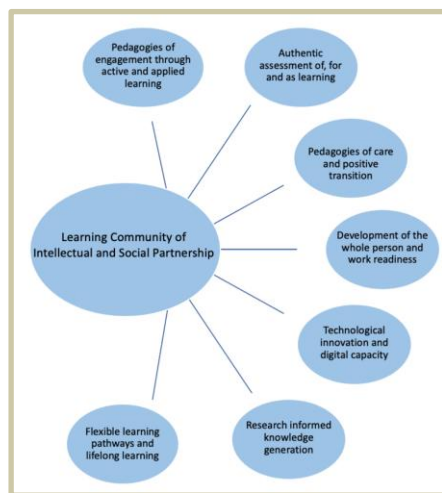 Pedagogies of
engagement through
active and applied
learning
Authentic
assessment of, for
and as learning
Pedagogies of care
and positive
transition
Learning Community of
Intellectual and Social Partnership
Development of the
whole person and
work readiness
Technological
innovation and
digital capacity
Flexible learning
pathways and
lifelong learning
Research informed
knowledge
generation